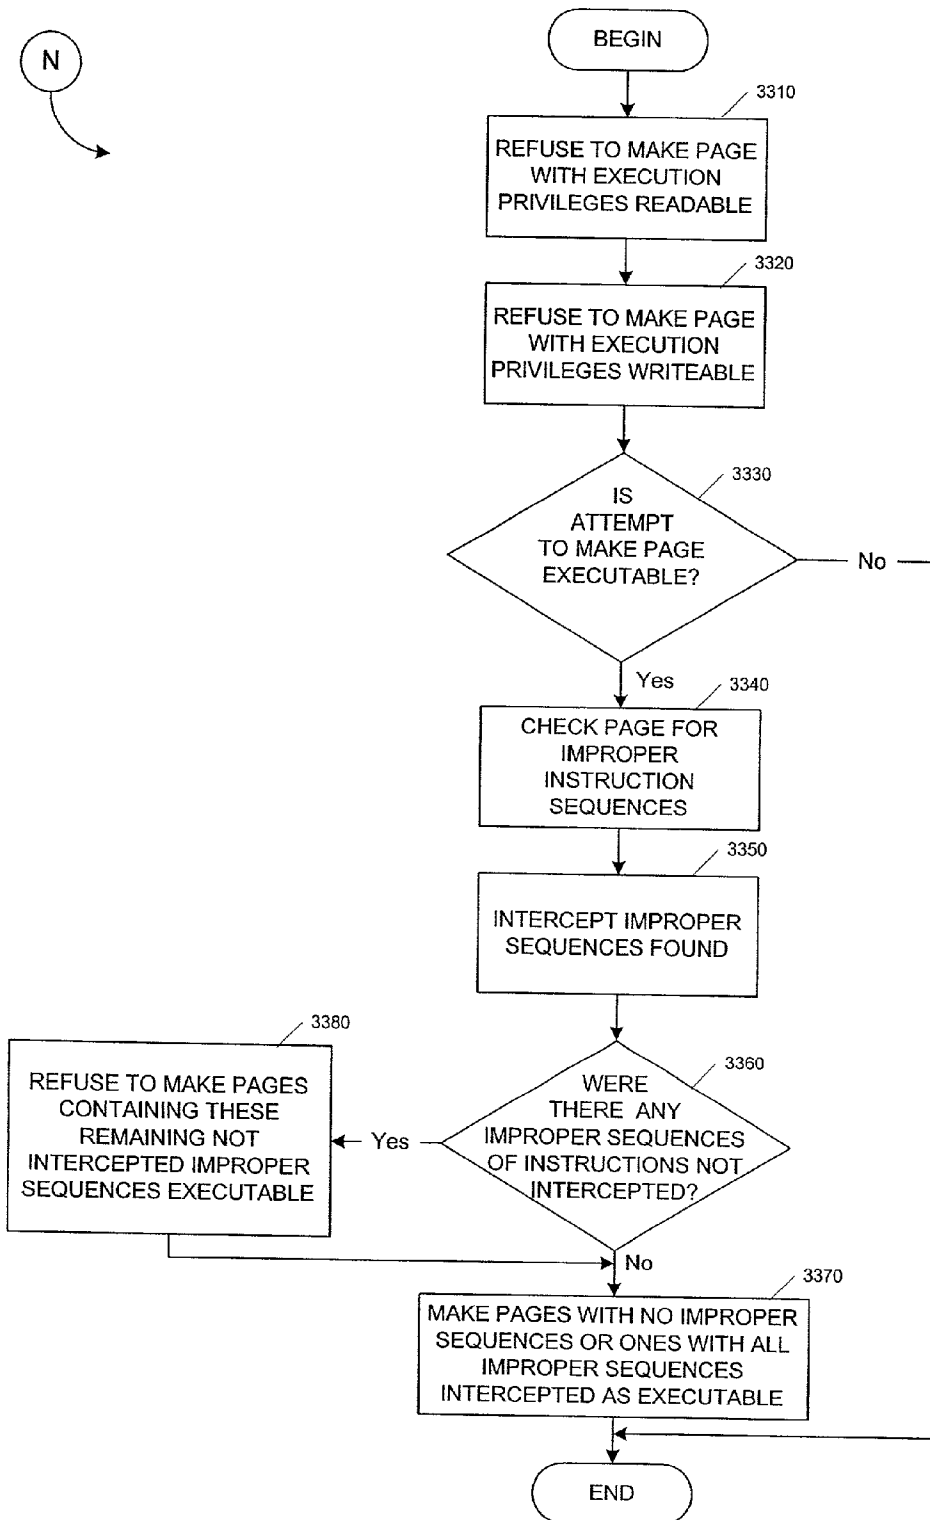 N
BEGIN
3310
REFUSE TO MAKE PAGE
WITH EXECUTION
PRIVILEGES READABLE
3320
REFUSE TO MAKE PAGE
WITH EXECUTION
PRIVILEGES WRITEABLE
3330
IS
ATTEMPT
TO MAKE PAGE
EXECUTABLE?
No
Yes
3340
CHECK PAGE FOR
IMPROPER
INSTRUCTION
SEQUENCES
3350
INTERCEPT IMPROPER
SEQUENCES FOUND
3360
WERE
THERE ANY
IMPROPER SEQUENCES
OF INSTRUCTIONS NOT
INTERCEPTED?
Yes
3380
REFUSE TO MAKE PAGES
CONTAINING THESE
REMAINING NOT
INTERCEPTED IMPROPER
SEQUENCES EXECUTABLE
No
3370
MAKE PAGES WITH NO IMPROPER
SEQUENCES OR ONES WITH ALL
IMPROPER SEQUENCES
INTERCEPTED AS EXECUTABLE
END